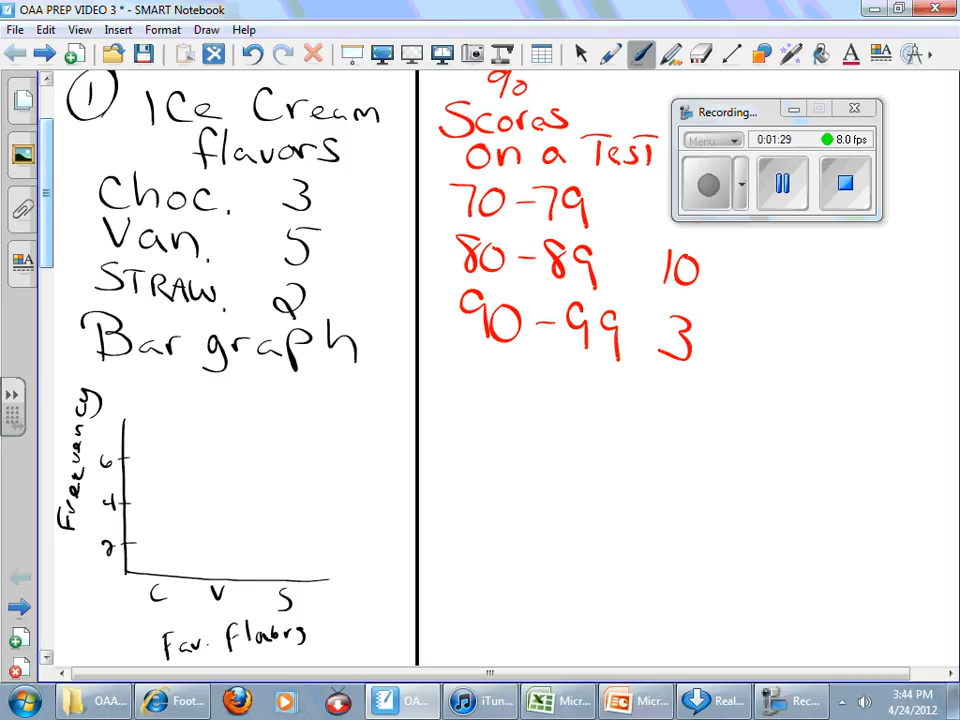 OAA PREP VIDEO 3 * - SMART Notebook
File Edit View Insert Format Table Draw Help
1 Ice Cream
flavors
Choc. 3
Van. 5
STRAW. 2
Bar graph
Frequency
6
4
2
C V S
Fav. flavors
%
Scores
on a Test
70-79
80-89 10
90-99 3
Recording...
Menu 0:01:29 8.0 fps
OAA... Foot... OA... iTun... Micr... Micr... Real... Rec... 3:44 PM
4/24/2012